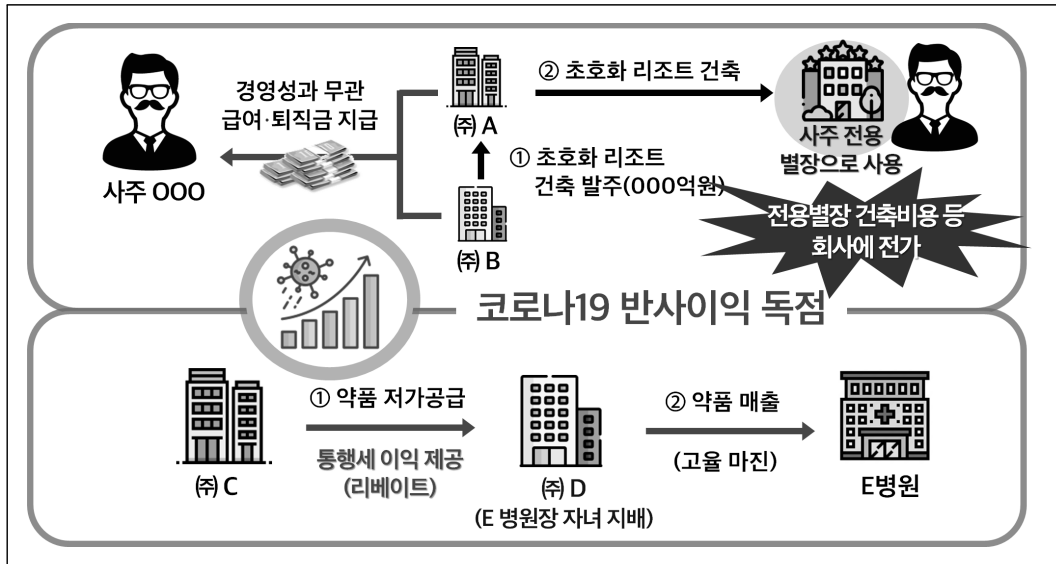 경영성과 무관
급여·퇴직금 지급
사주 OOO
㈜ A
② 초호화 리조트 건축
사주 전용
별장으로 사용
① 초호화 리조트
건축 발주(000억원)
㈜ B
전용별장 건축비용 등
회사에 전가
코로나19 반사이익 독점
㈜ C
① 약품 저가공급
통행세 이익 제공
(리베이트)
㈜ D
(E 병원장 자녀 지배)
② 약품 매출
(고율 마진)
E병원